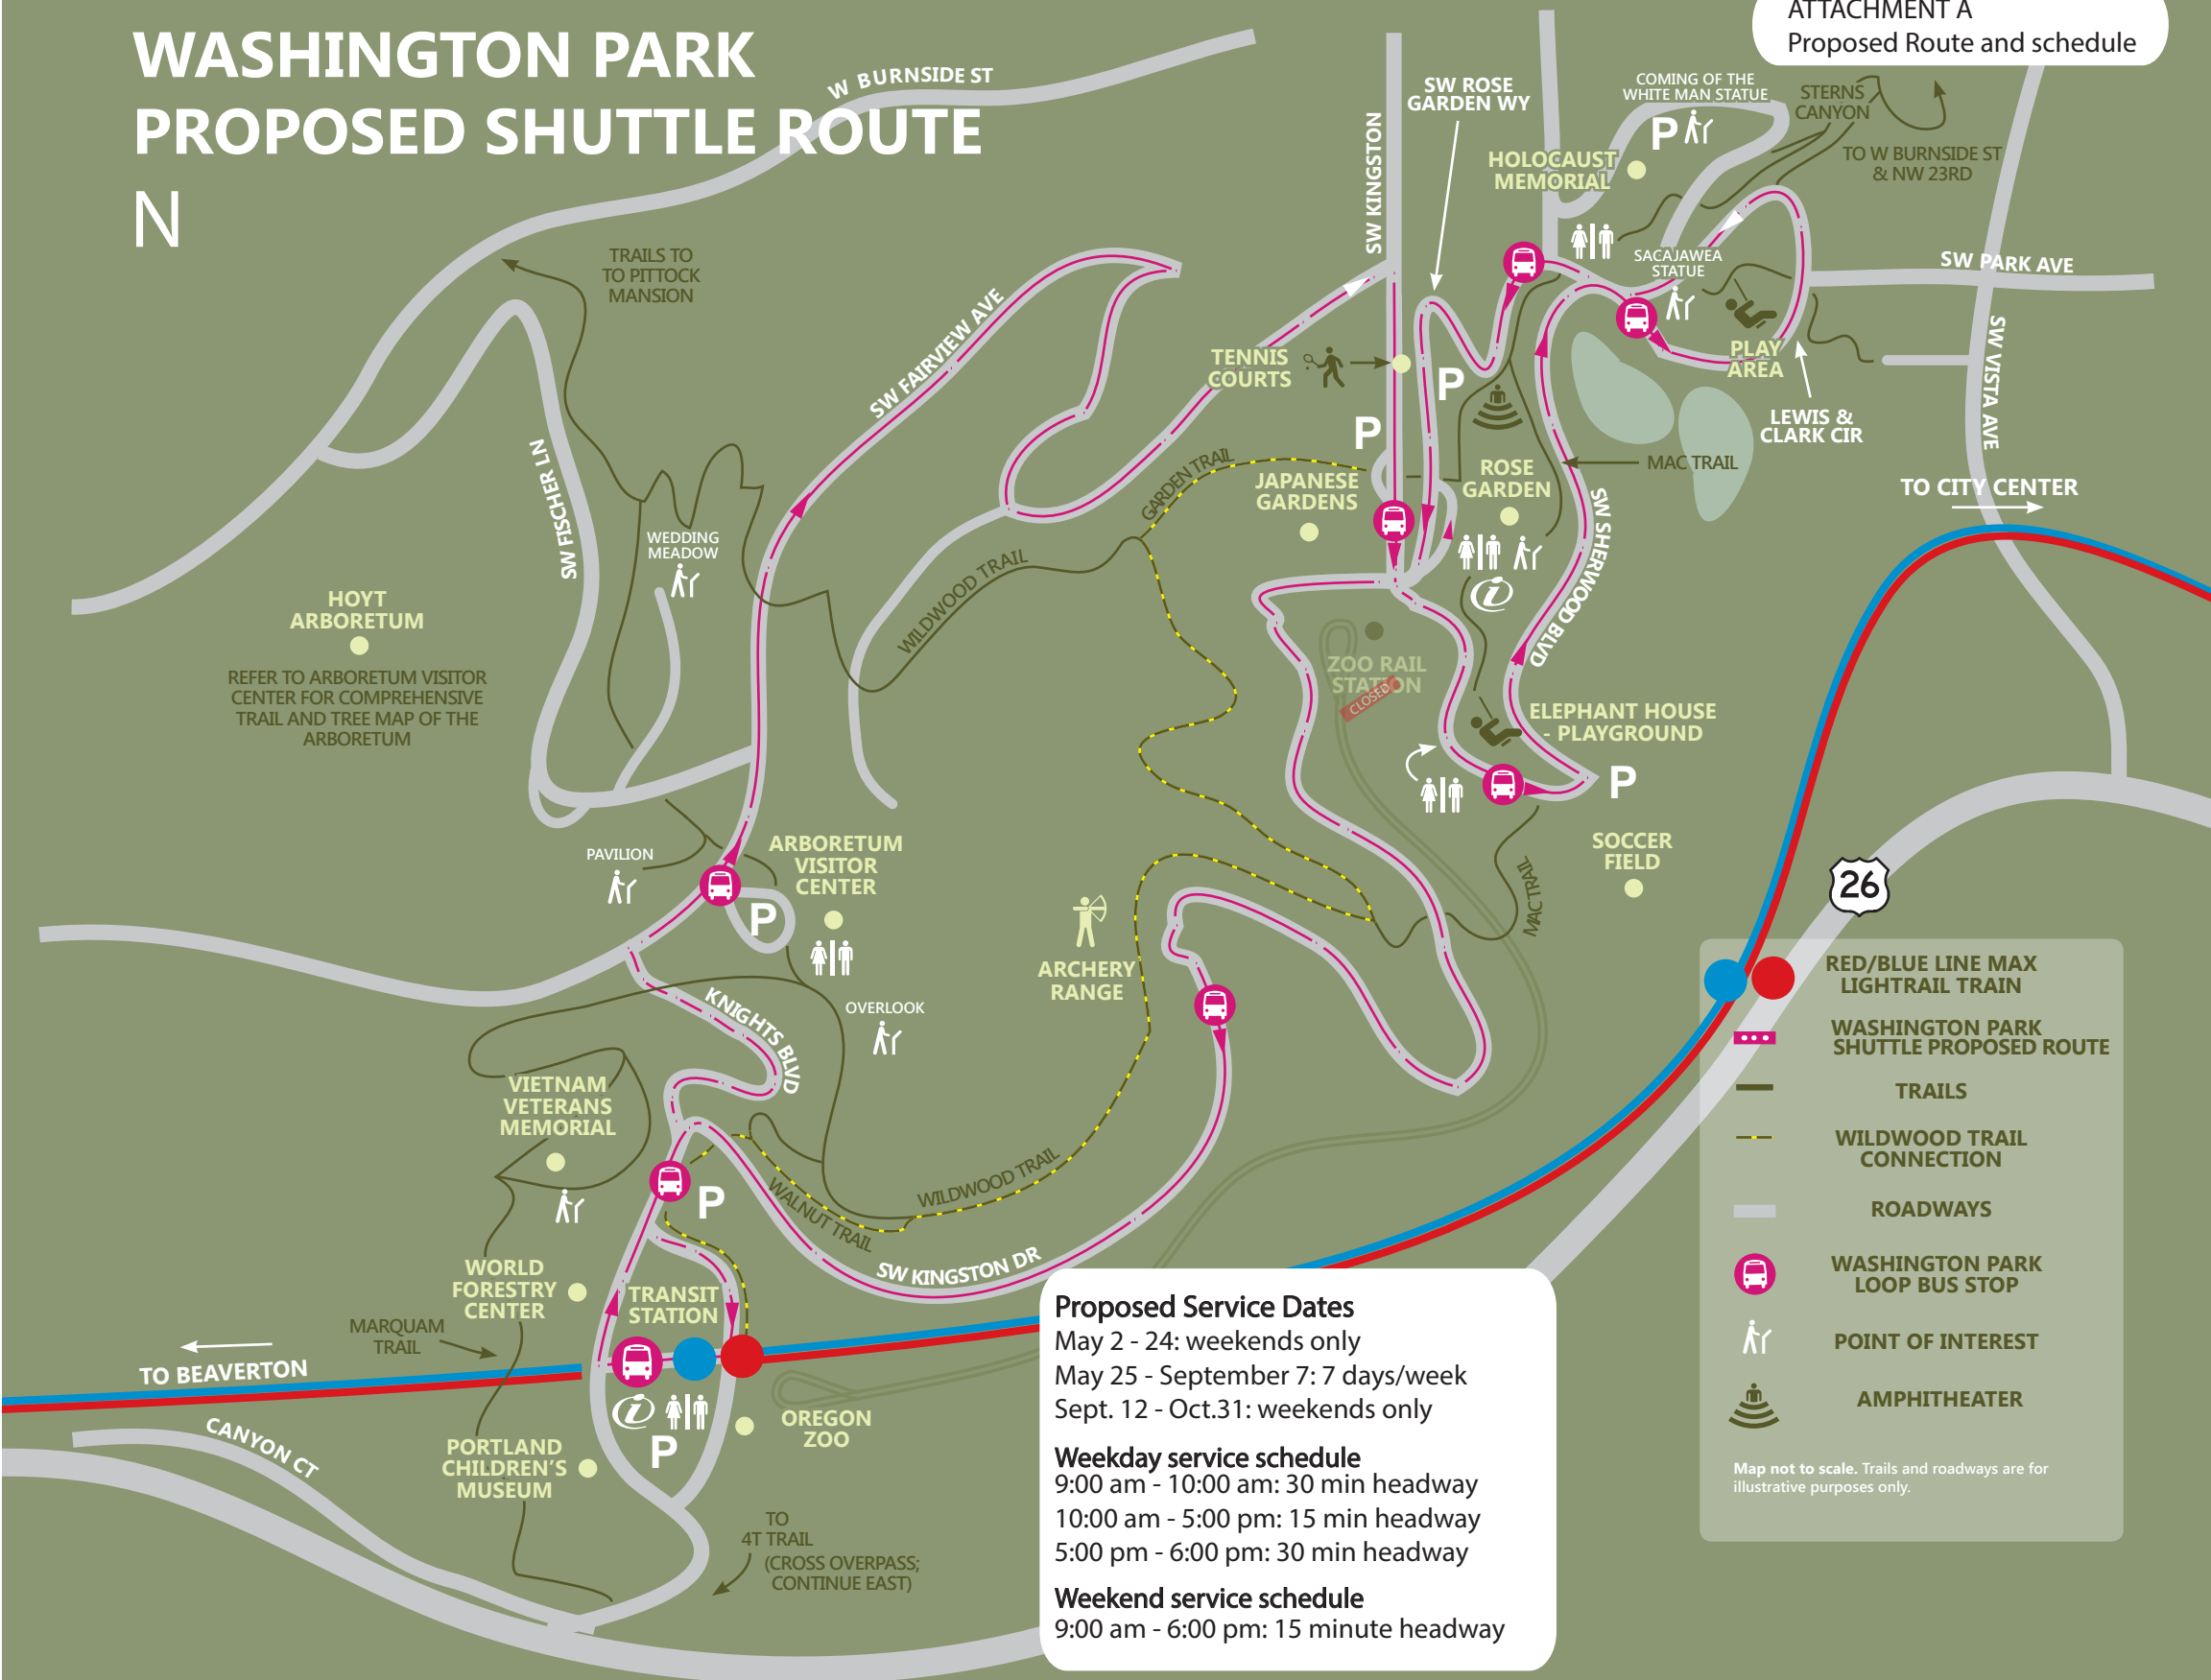 WASHINGTON PARK
PROPOSED SHUTTLE ROUTE
N
ATTACHMENT A
Proposed Route and schedule
W BURNSIDE ST
SW KINGSTON
SW ROSE
GARDEN WY
COMING OF THE
WHITE MAN STATUE
P
STERNS
CANYON
TO W BURNSIDE ST
& NW 23RD
HOLOCAUST
MEMORIAL
SACAJAWEA
STATUE
SW PARK AVE
SW VISTA AVE
TRAILS TO
TO PITTOCK
MANSION
SW FAIRVIEW AVE
TENNIS
COURTS
P
P
PLAY
AREA
LEWIS &
CLARK CIR
MAC TRAIL
TO CITY CENTER
SW FISCHER LN
WEDDING
MEADOW
GARDEN TRAIL
JAPANESE
GARDENS
ROSE
GARDEN
i
SW SHERWOOD BLVD
WILDWOOD TRAIL
HOYT
ARBORETUM
REFER TO ARBORETUM VISITOR
CENTER FOR COMPREHENSIVE
TRAIL AND TREE MAP OF THE
ARBORETUM
ZOO RAIL
STATION
CLOSED
ELEPHANT HOUSE
- PLAYGROUND
P
PAVILION
ARBORETUM
VISITOR
CENTER
P
SOCCER
FIELD
MAC TRAIL
26
ARCHERY
RANGE
KNIGHTS BLVD
OVERLOOK
VIETNAM
VETERANS
MEMORIAL
P
WALNUT TRAIL
WILDWOOD TRAIL
SW KINGSTON DR
WORLD
FORESTRY
CENTER
TRANSIT
STATION
MARQUAM
TRAIL
TO BEAVERTON
i
P
OREGON
ZOO
CANYON CT
PORTLAND
CHILDREN'S
MUSEUM
TO
4T TRAIL
(CROSS OVERPASS;
CONTINUE EAST)
Proposed Service Dates
May 2 - 24: weekends only
May 25 - September 7: 7 days/week
Sept. 12 - Oct.31: weekends only
Weekday service schedule
9:00 am - 10:00 am: 30 min headway
10:00 am - 5:00 pm: 15 min headway
5:00 pm - 6:00 pm: 30 min headway
Weekend service schedule
9:00 am - 6:00 pm: 15 minute headway
RED/BLUE LINE MAX
LIGHTRAIL TRAIN
WASHINGTON PARK
SHUTTLE PROPOSED ROUTE
TRAILS
WILDWOOD TRAIL
CONNECTION
ROADWAYS
WASHINGTON PARK
LOOP BUS STOP
POINT OF INTEREST
AMPHITHEATER
Map not to scale. Trails and roadways are for
illustrative purposes only.